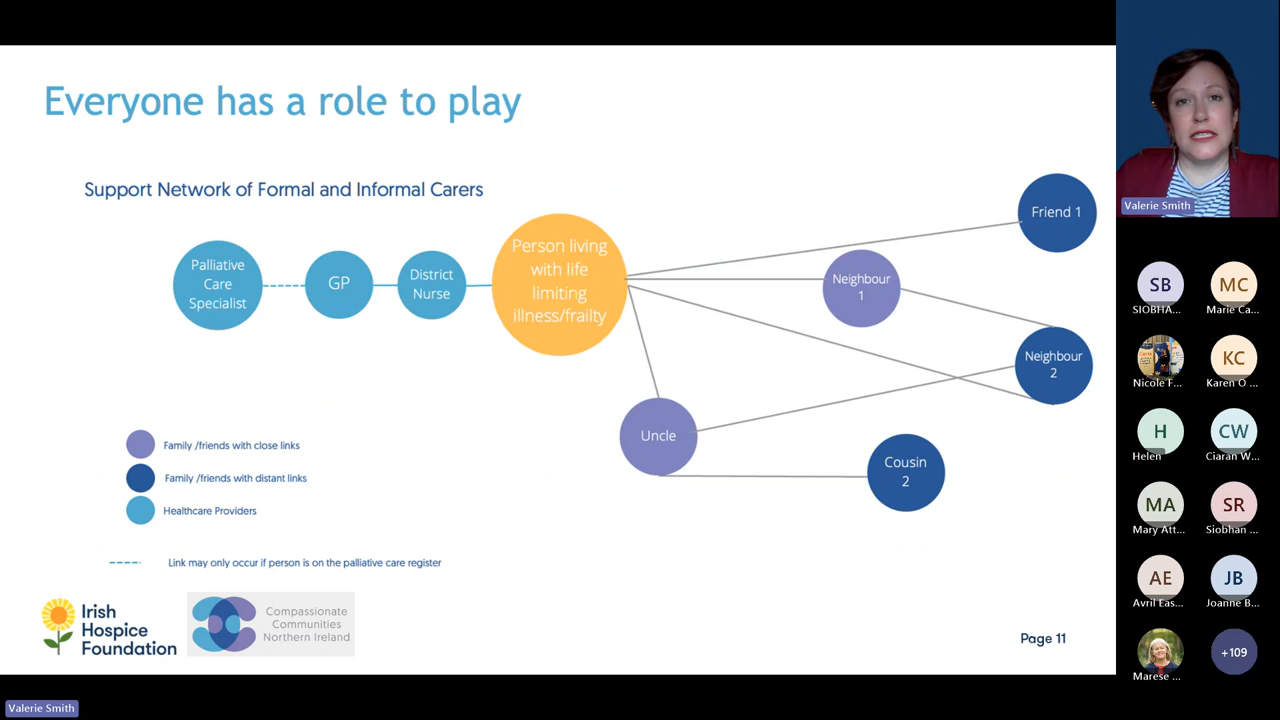 Everyone has a role to play
Support Network of Formal and Informal Carers
Palliative
Care
Specialist
GP
District
Nurse
Person living
with life
limiting
illness/frailty
Friend 1
Neighbour
1
Neighbour
2
Uncle
Cousin
2
Family /friends with close links
Family /friends with distant links
Healthcare Providers
Link may only occur if person is on the palliative care register
Irish
Hospice
Foundation
Compassionate
Communities
Northern Ireland
Page 11
Valerie Smith
SB
SIOBHA...
MC
Marie Ca...
Nicole F...
KC
Karen O ...
H
Helen
CW
Ciaran W...
MA
Mary Att...
SR
Siobhan ...
AE
Avril Eas...
JB
Joanne B...
Marese ...
+109
Valerie Smith